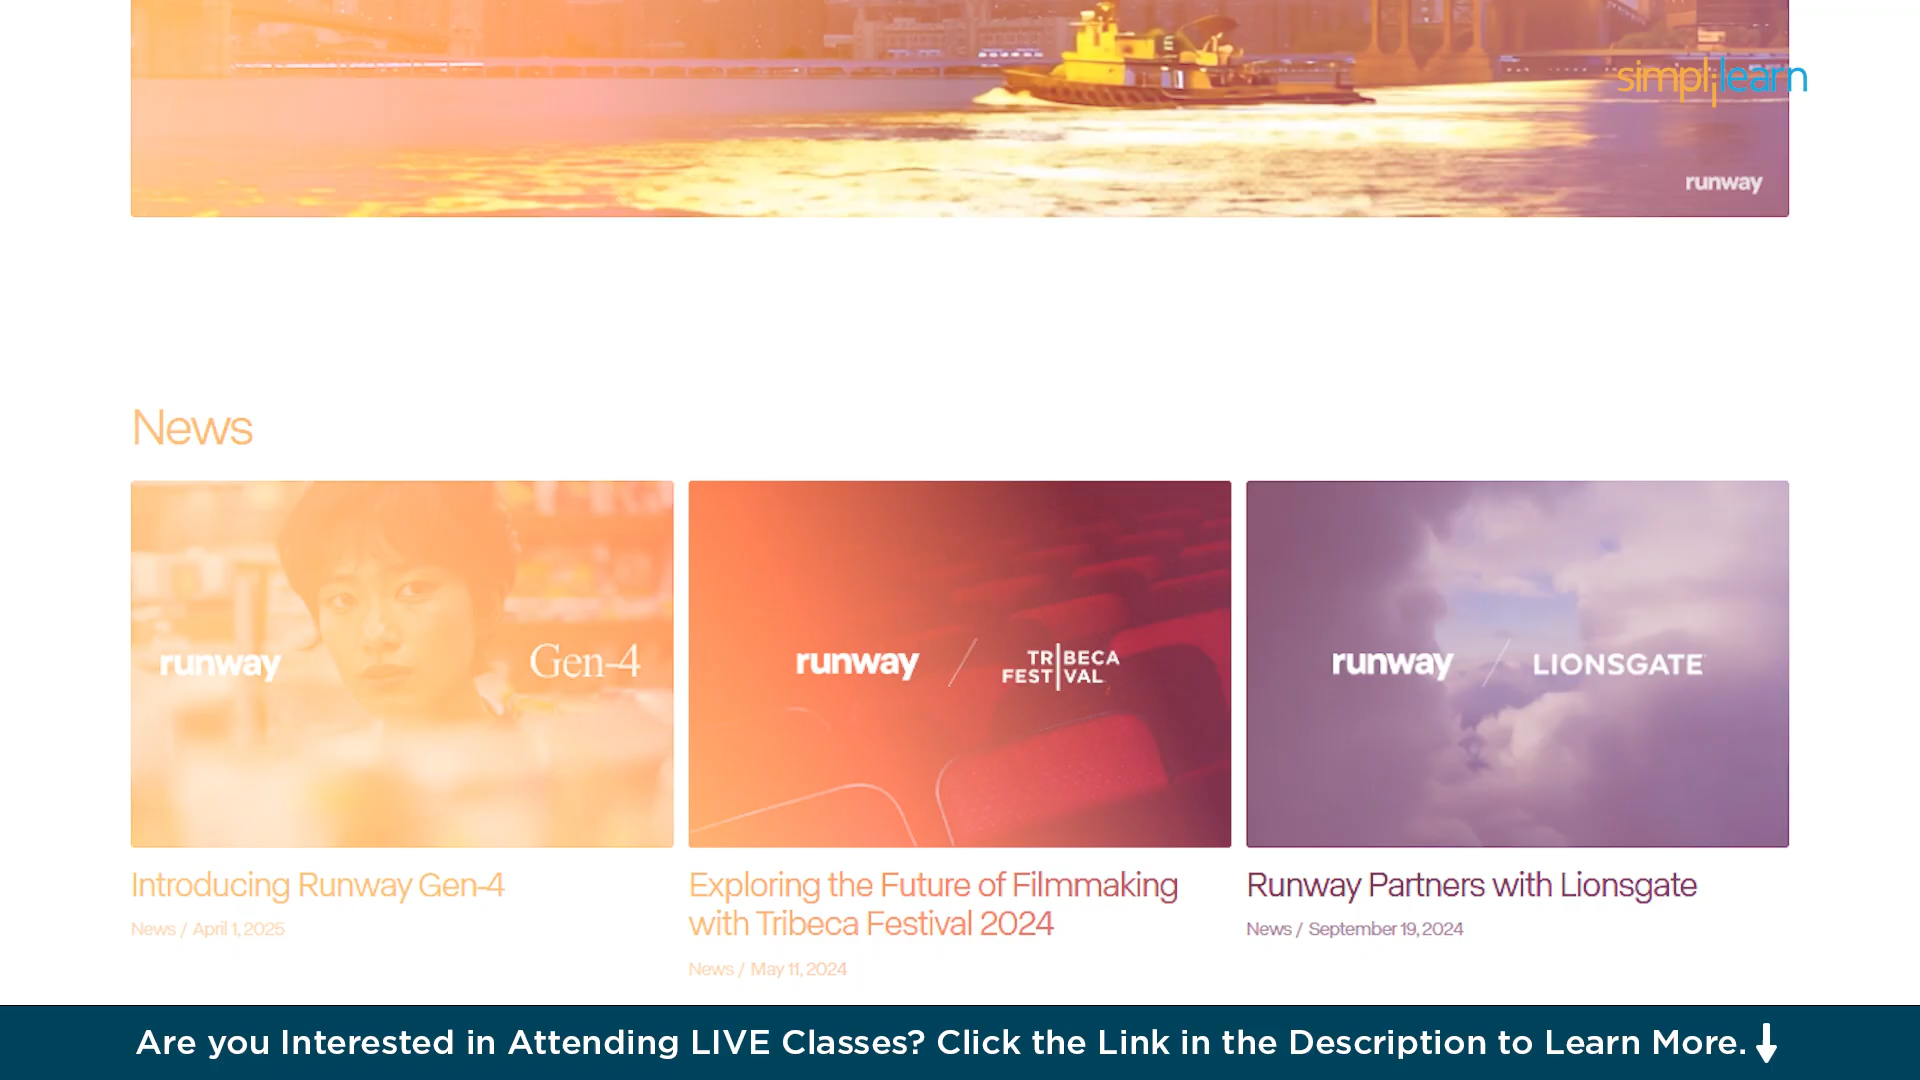 simplilearn
runway
News
runway
Gen-4
runway
TRIBECA
FESTIVAL
runway
LIONSGATE
Introducing Runway Gen-4
News / April 1, 2025
Exploring the Future of Filmmaking
with Tribeca Festival 2024
News / May 11, 2024
Runway Partners with Lionsgate
News / September 19, 2024
Are you Interested in Attending LIVE Classes? Click the Link in the Description to Learn More.